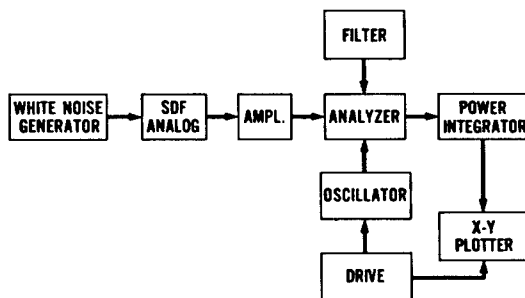 FILTER
WHITE NOISE
GENERATOR
SDF
ANALOG
AMPL.
ANALYZER
POWER
INTEGRATOR
OSCILLATOR
X-Y
PLOTTER
DRIVE